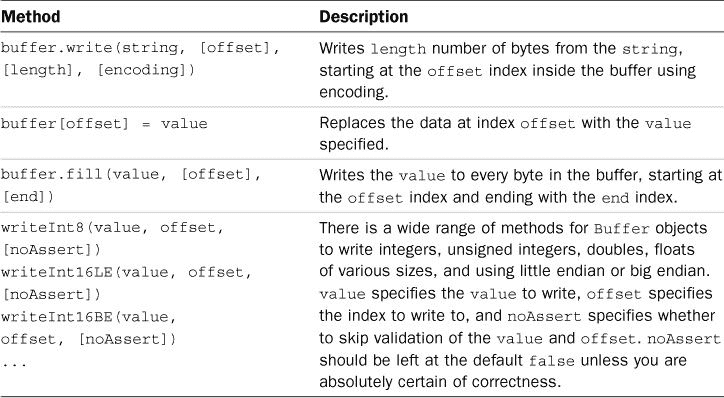 Method Description
buffer.write(string, [offset],
[length], [encoding])
Writes length number of bytes from the string,
starting at the offset index inside the buffer using
encoding.
buffer[offset] = value
Replaces the data at index offset with the value
specified.
buffer.fill(value, [offset],
[end])
Writes the value to every byte in the buffer, starting at
the offset index and ending with the end index.
writeInt8(value, offset,
[noAssert])
writeInt16LE(value, offset,
[noAssert])
writeInt16BE(value,
offset, [noAssert])
...
There is a wide range of methods for Buffer objects
to write integers, unsigned integers, doubles, floats
of various sizes, and using little endian or big endian.
value specifies the value to write, offset specifies
the index to write to, and noAssert specifies whether
to skip validation of the value and offset. noAssert
should be left at the default false unless you are
absolutely certain of correctness.